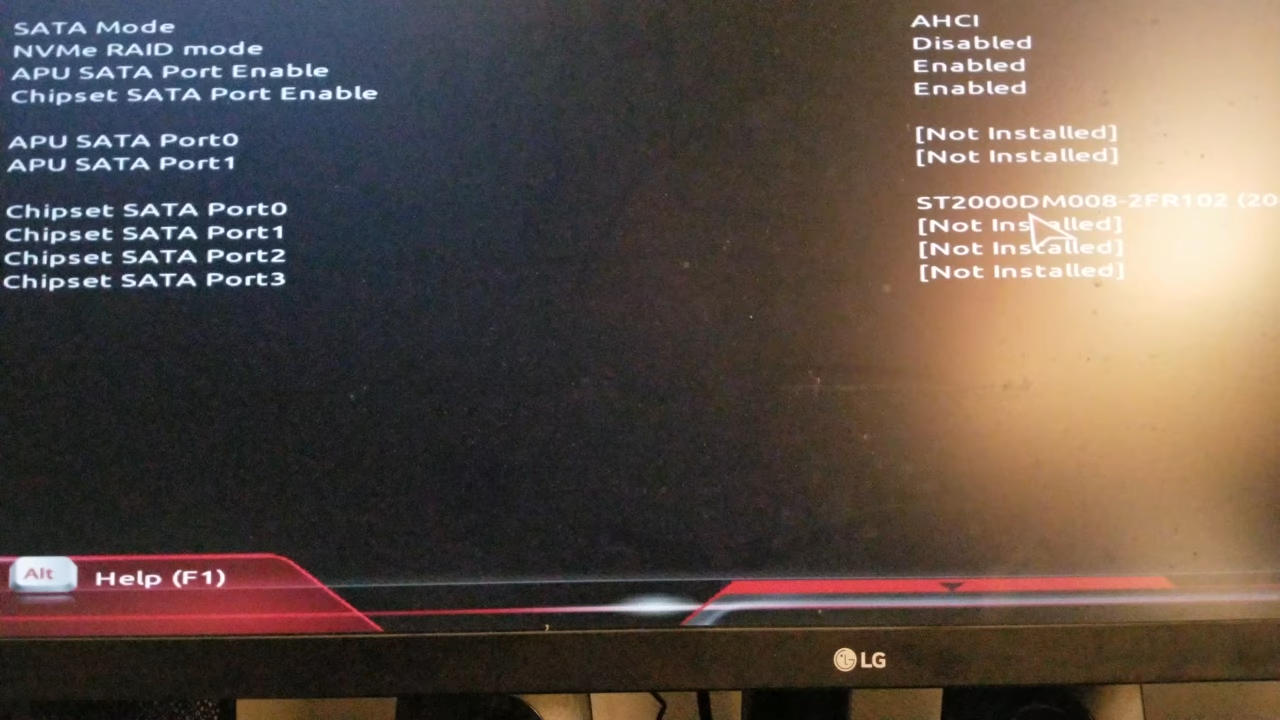 SATA Mode AHCI
NVMe RAID mode Disabled
APU SATA Port Enable Enabled
Chipset SATA Port Enable Enabled
APU SATA Port0 [Not Installed]
APU SATA Port1 [Not Installed]
Chipset SATA Port0 ST2000DM008-2FR102 (20
Chipset SATA Port1 [Not Installed]
Chipset SATA Port2 [Not Installed]
Chipset SATA Port3 [Not Installed]
Alt Help (F1)
LG